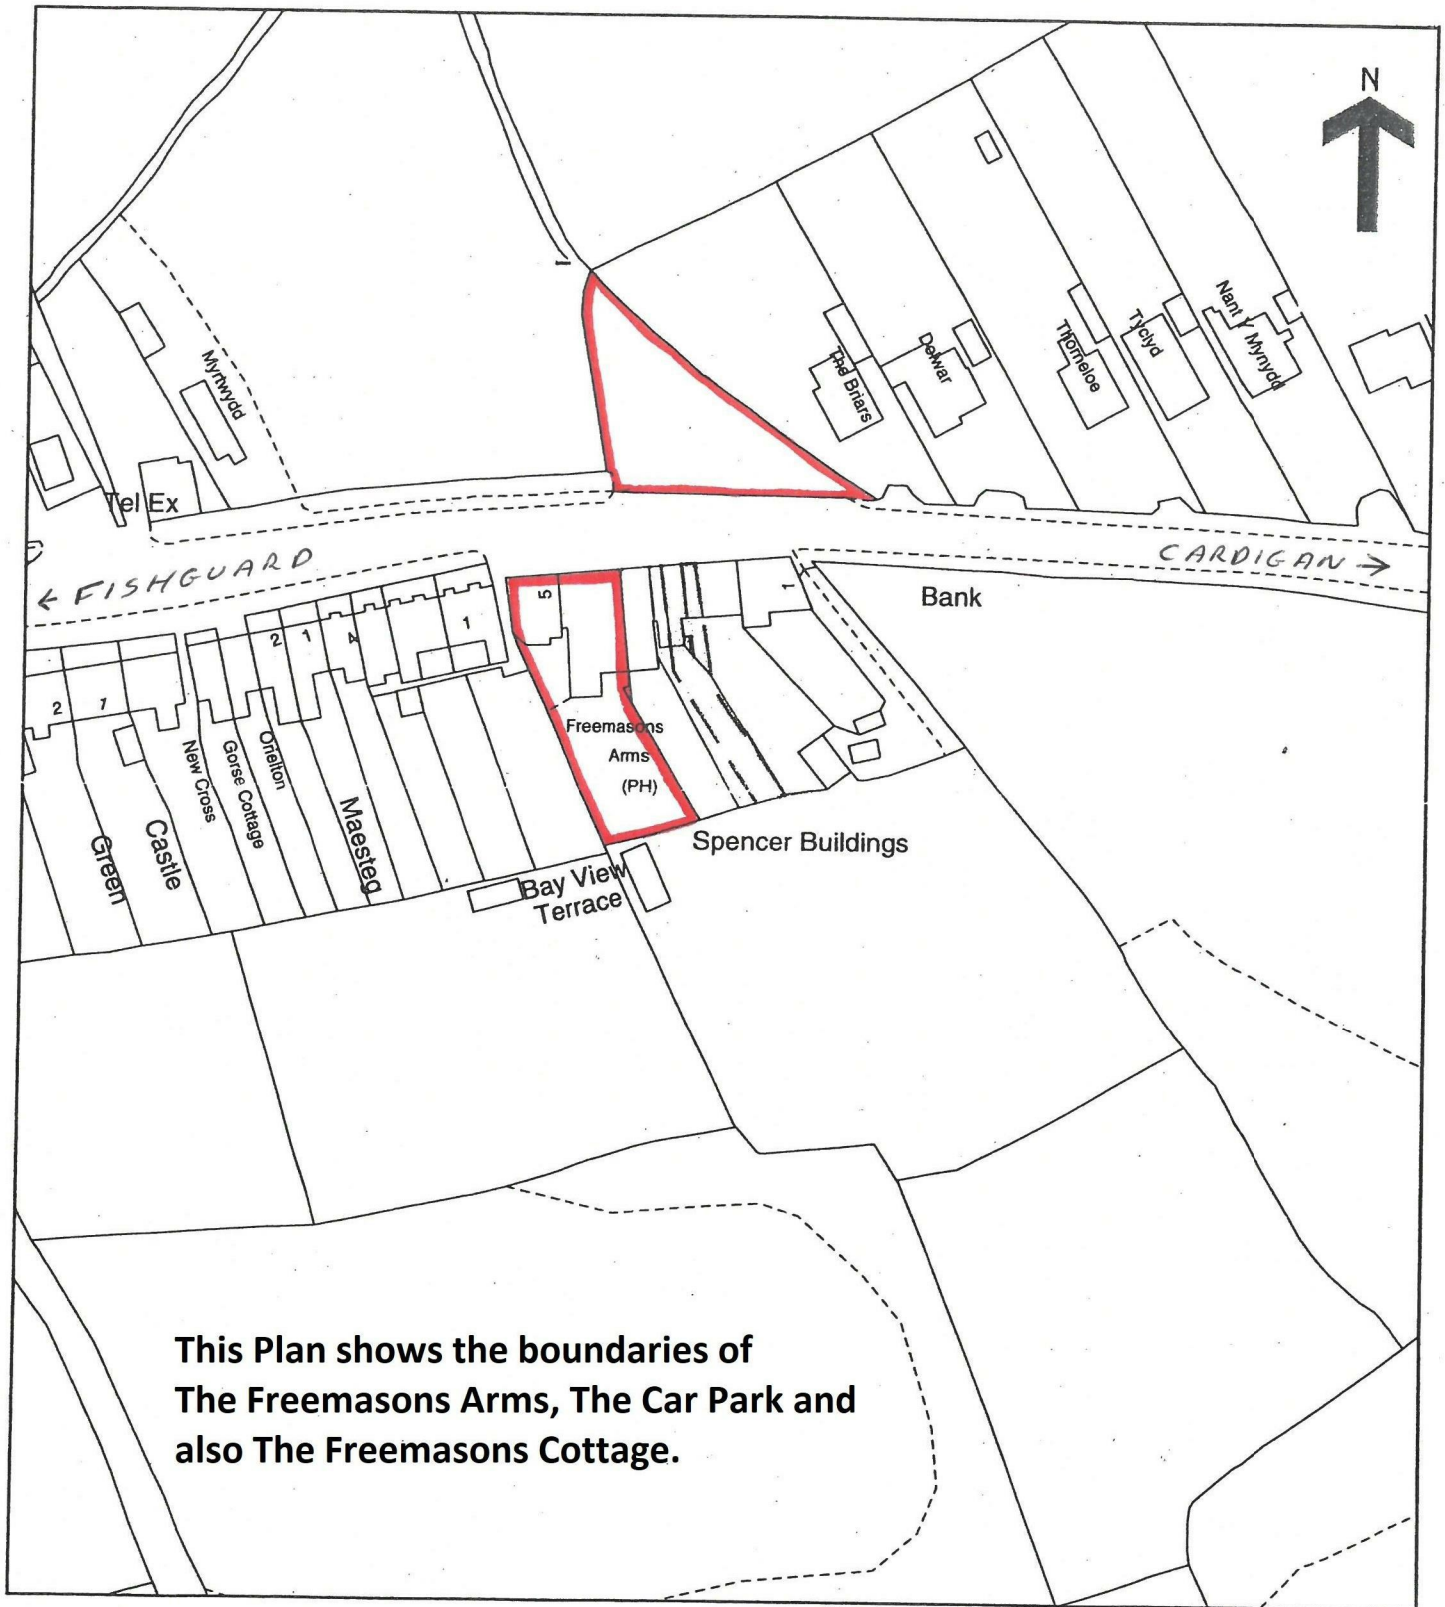 N
Myrtwydd
The Briars
Delwar
Thorneloe
Tyclyd
Nant Y Mynydd
Tel Ex
← FISHGUARD
CARDIGAN →
Bank
5
1
1
4
1
2
2
1
Freemasons
Arms
(PH)
New Cross
Gorse Cottage
Orielton
Maesteg
Castle
Green
Spencer Buildings
Bay View
Terrace
This Plan shows the boundaries of
The Freemasons Arms, The Car Park and
also The Freemasons Cottage.